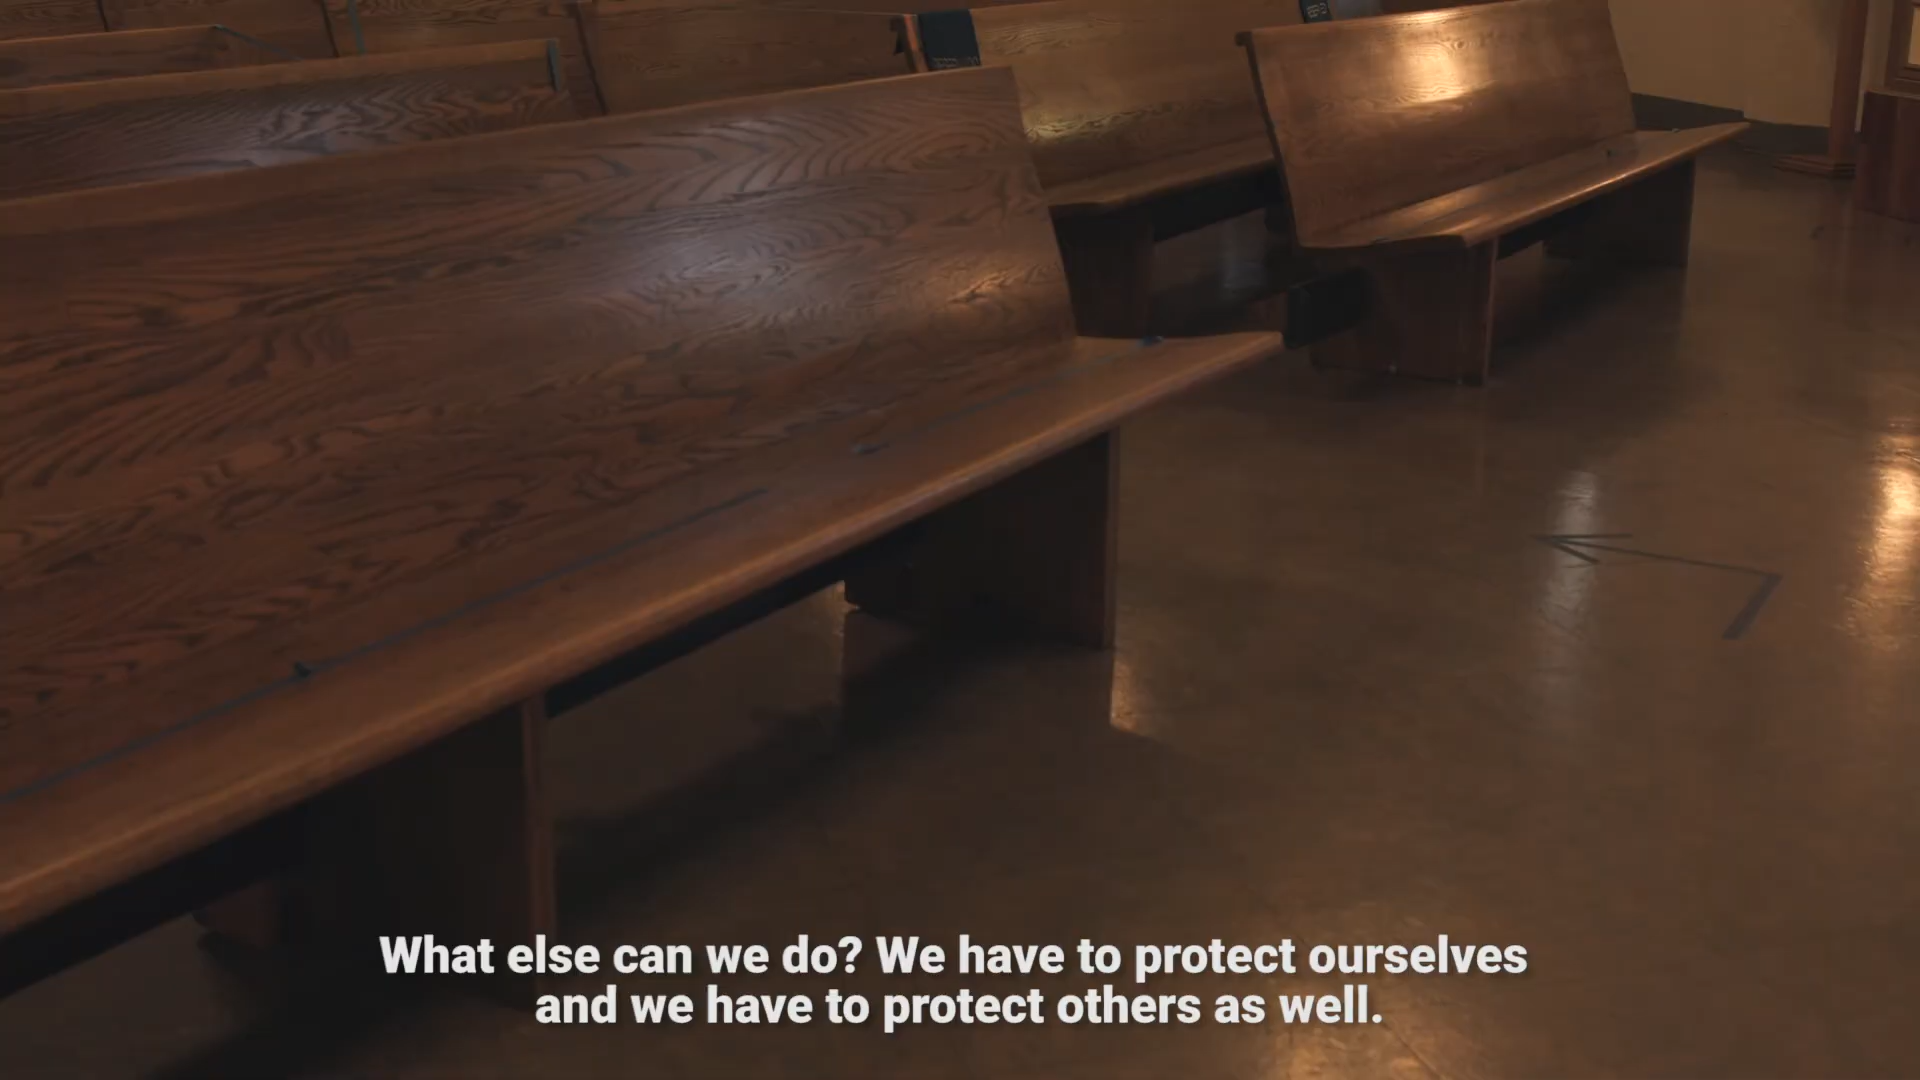 What else can we do? We have to protect ourselves
and we have to protect others as well.